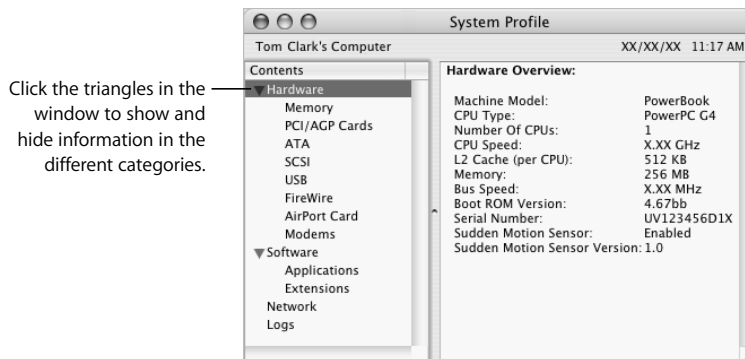 System Profile
Tom Clark's Computer XX/XX/XX 11:17 AM
Click the triangles in the
window to show and
hide information in the
different categories.
Contents
Hardware
Memory
PCI/AGP Cards
ATA
SCSI
USB
FireWire
AirPort Card
Modems
Software
Applications
Extensions
Network
Logs
Hardware Overview:
Machine Model: PowerBook
CPU Type: PowerPC G4
Number Of CPUs: 1
CPU Speed: X.XX GHz
L2 Cache (per CPU): 512 KB
Memory: 256 MB
Bus Speed: X.XX MHz
Boot ROM Version: 4.67bb
Serial Number: UV123456D1X
Sudden Motion Sensor: Enabled
Sudden Motion Sensor Version: 1.0